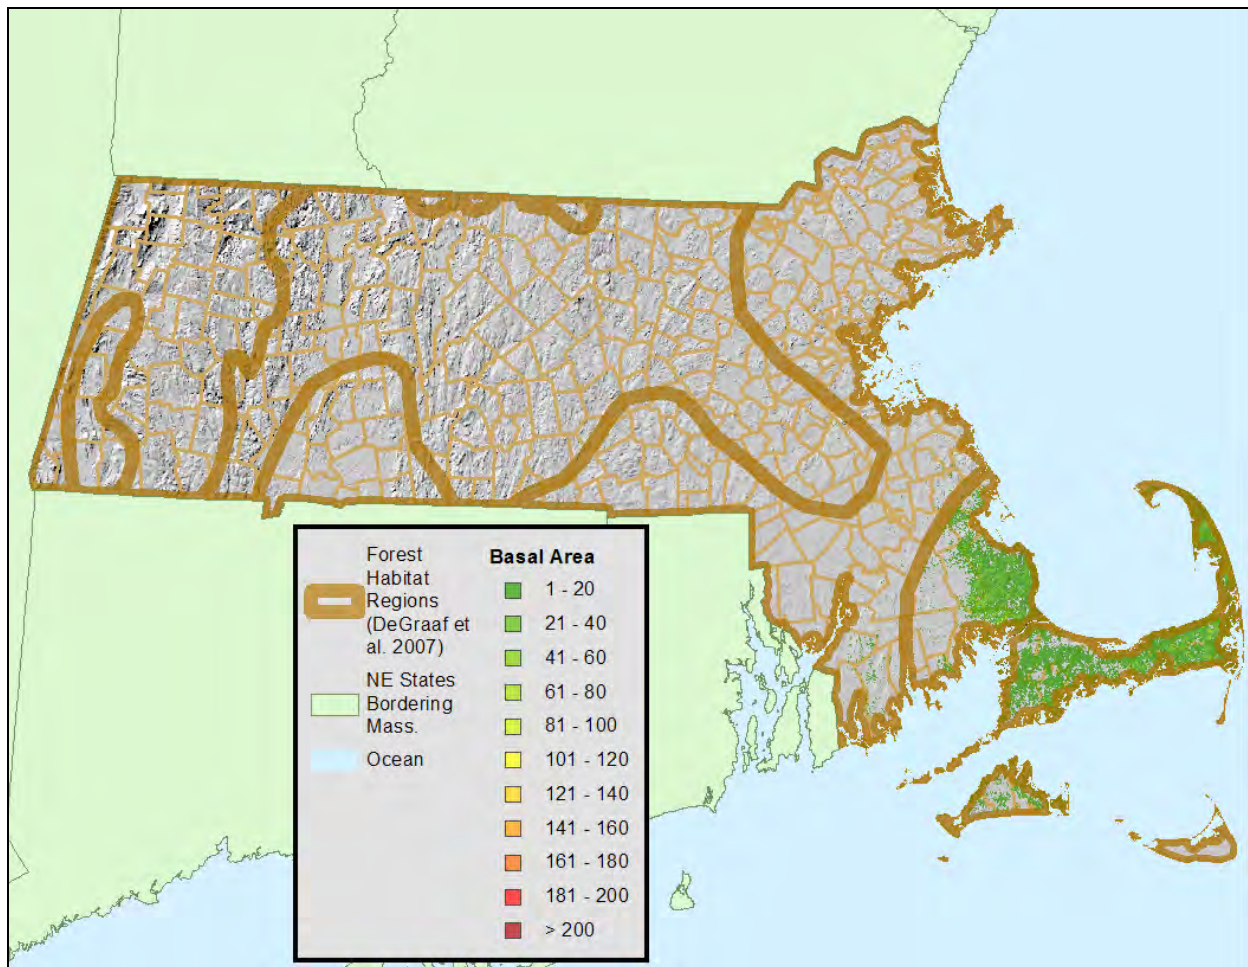 Forest
Habitat
Regions
(DeGraaf et
al. 2007)
NE States
Bordering
Mass.
Ocean
Basal Area
1 - 20
21 - 40
41 - 60
61 - 80
81 - 100
101 - 120
121 - 140
141 - 160
161 - 180
181 - 200
> 200